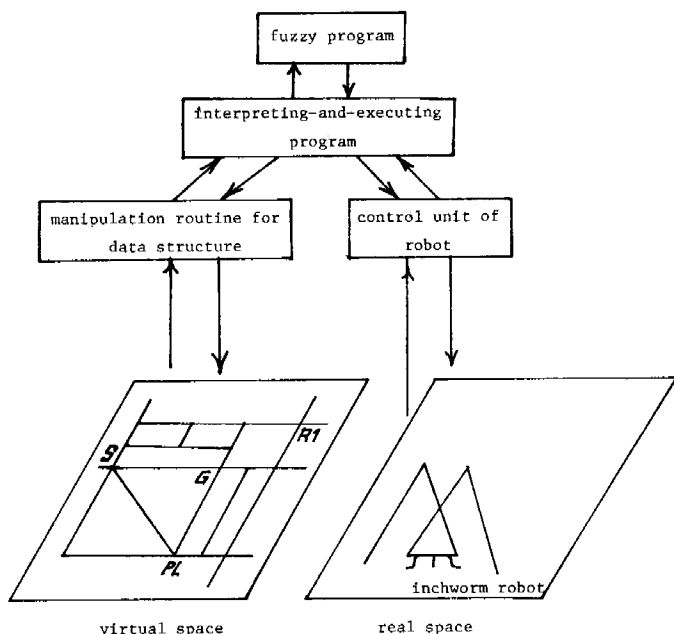 fuzzy program
interpreting-and-executing
program
manipulation routine for
data structure
control unit of
robot
R1
S
G
PL
inchworm robot
virtual space
real space